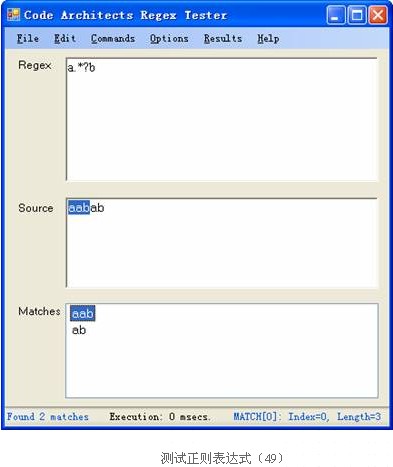 Code Architects Regex Tester
File Edit Commands Options Results Help
Regex
a.*?b
Source
aabab
Matches
aab
ab
Found 2 matches Execution: 0 msecs. MATCH[0]: Index=0, Length=3
测试正则表达式（49）